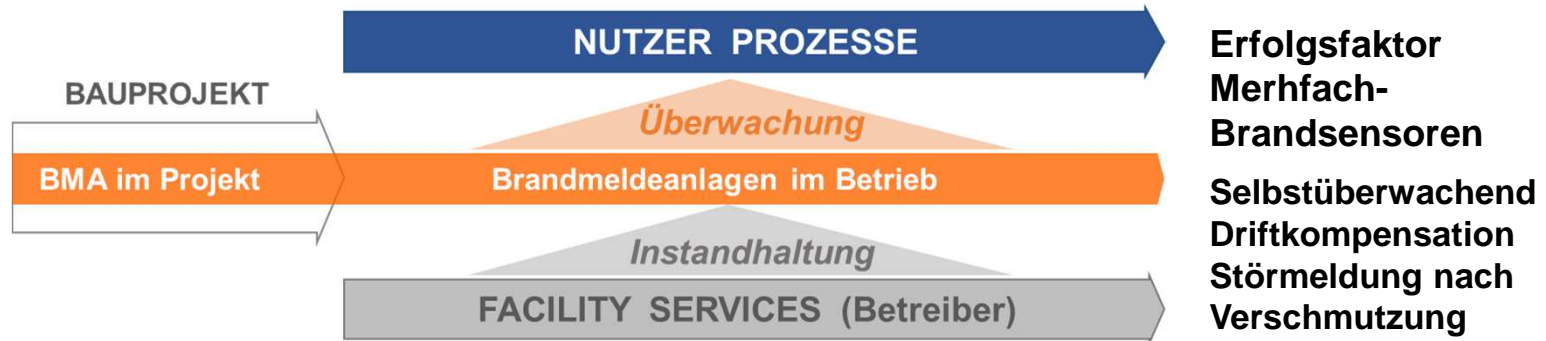 NUTZER PROZESSE
BAUPROJEKT
Überwachung
BMA im Projekt
Brandmeldeanlagen im Betrieb
Instandhaltung
FACILITY SERVICES (Betreiber)
Erfolgsfaktor
Merhfach-
Brandsensoren
Selbstüberwachend
Driftkompensation
Störmeldung nach
Verschmutzung